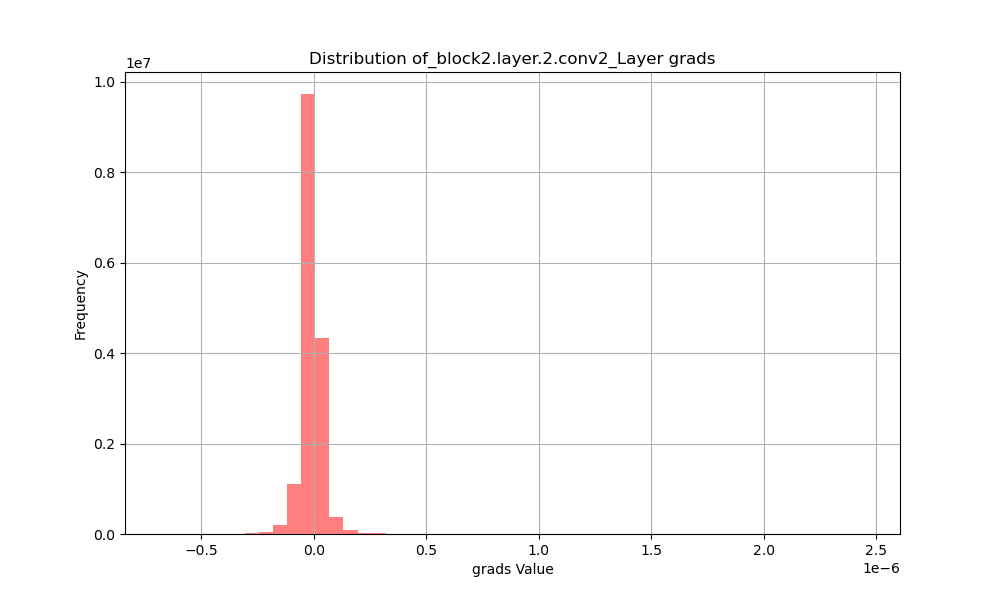 Distribution of_block2.layer.2.conv2_Layer grads
1e7
1.0
0.8
0.6
0.4
0.2
0.0
Frequency
−0.5 0.0 0.5 1.0 1.5 2.0 2.5
1e−6
grads Value